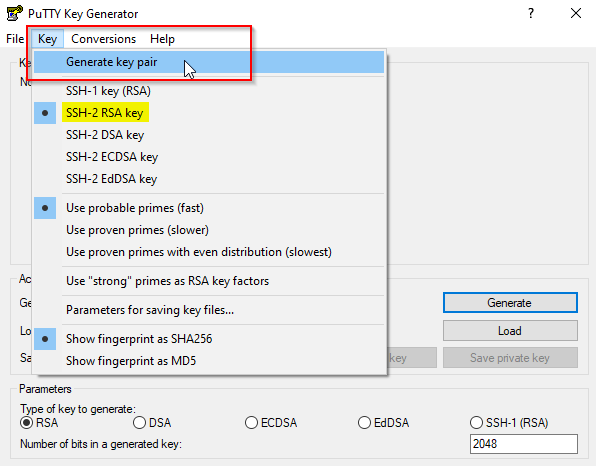 PuTTY Key Generator
File Key Conversions Help
Ke
Generate key pair
No
SSH-1 key (RSA)
SSH-2 RSA key
SSH-2 DSA key
SSH-2 ECDSA key
SSH-2 EdDSA key
Use probable primes (fast)
Use proven primes (slower)
Use proven primes with even distribution (slowest)
Use "strong" primes as RSA key factors
Ac
Parameters for saving key files...
Ge
Generate
Lo
Show fingerprint as SHA256
Load
Sa
Show fingerprint as MD5
key
Save private key
Parameters
Type of key to generate:
RSA DSA ECDSA EdDSA SSH-1 (RSA)
Number of bits in a generated key: 2048